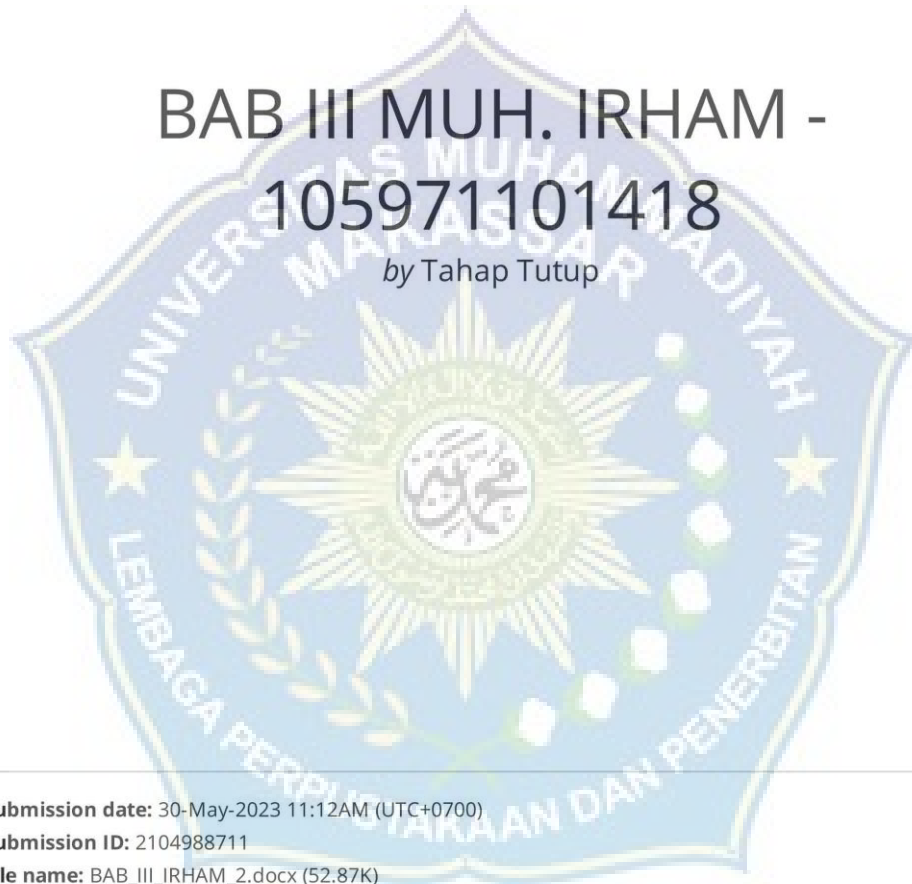 BAB III MUH. IRHAM -
105971101418
by Tahap Tutup
UNIVERSITAS MUHAMMADIYAH
MAKASSAR
LEMBAGA PERPUSTAKAAN DAN PENERBITAN
محمد
ubmission date: 30-May-2023 11:12AM (UTC+0700)
ubmission ID: 2104988711
le name: BAB_III_IRHAM_2.docx (52.87K)